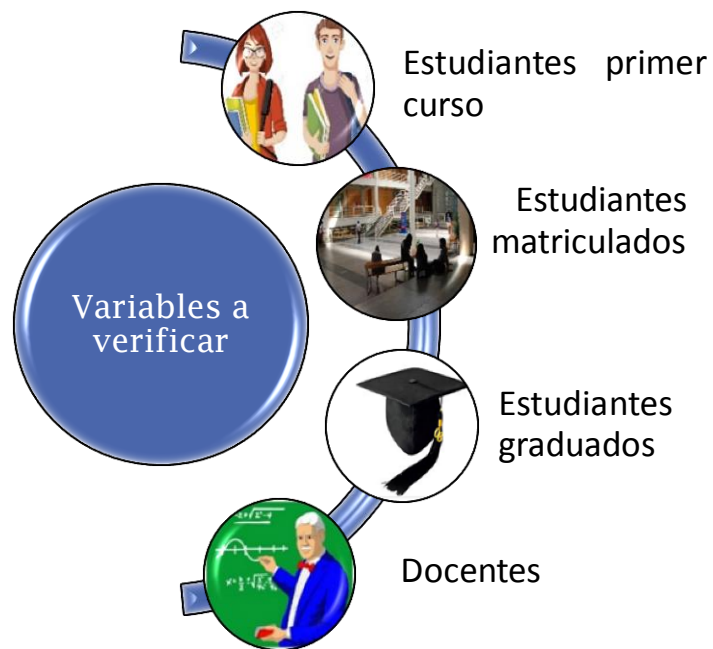 Estudiantes primer
curso
Estudiantes
matriculados
Variables a
verificar
Estudiantes
graduados
Docentes